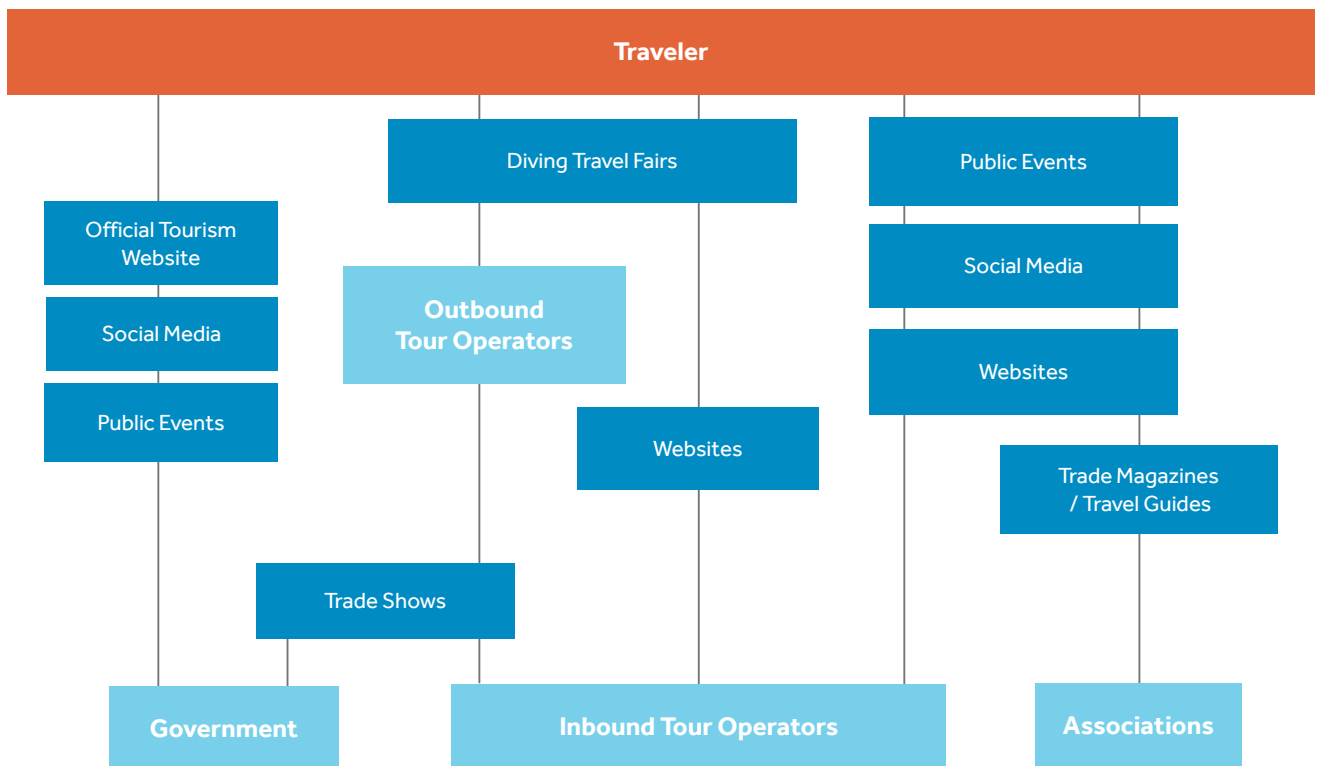 Traveler
Diving Travel Fairs
Public Events
Official Tourism
Website
Social Media
Social Media
Outbound
Tour Operators
Websites
Public Events
Websites
Trade Magazines
/ Travel Guides
Trade Shows
Government
Inbound Tour Operators
Associations